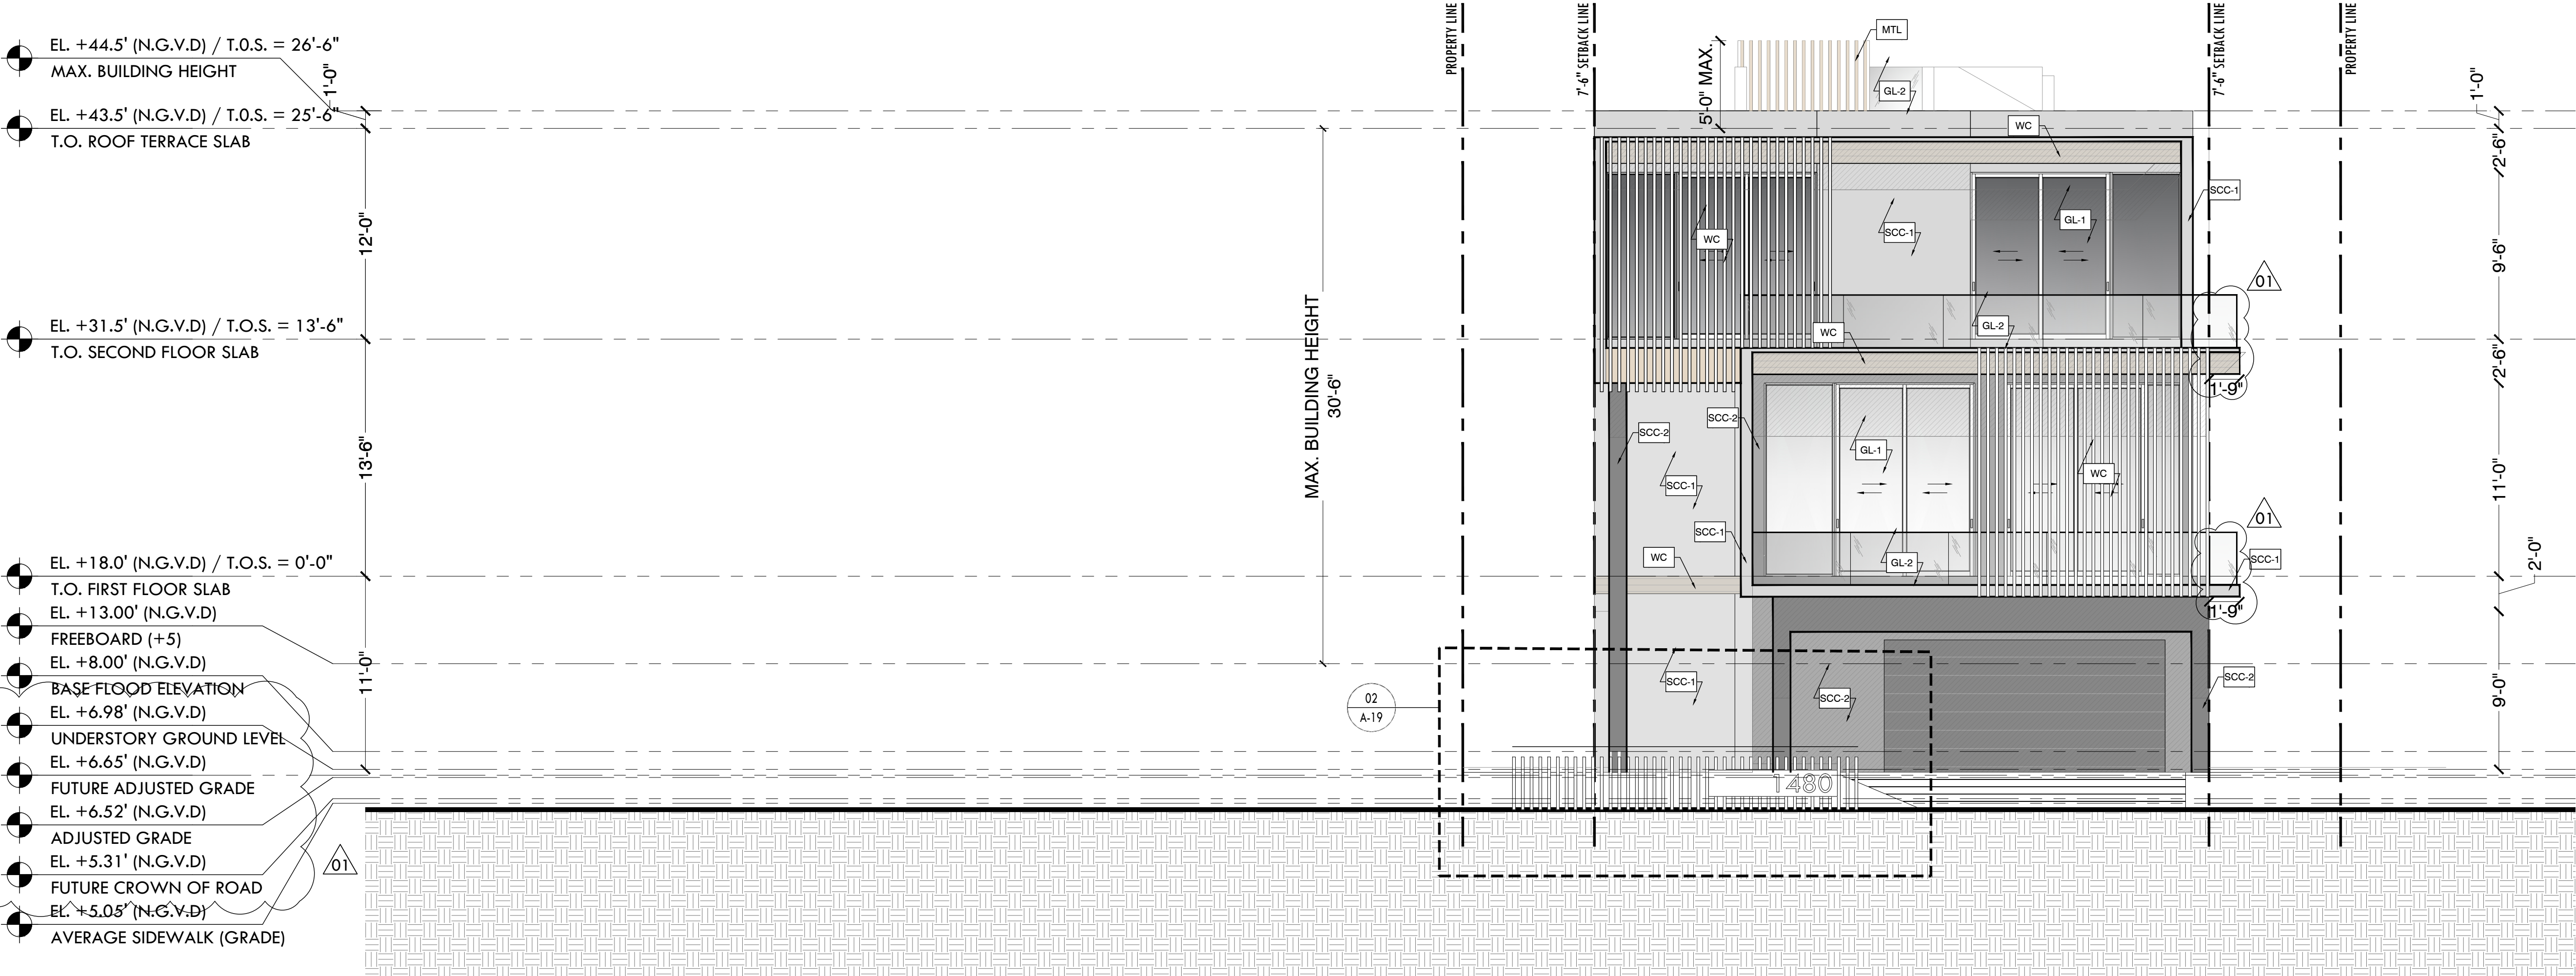 EL. +44.5' (N.G.V.D) / T.0.S. = 26'-6"
MAX. BUILDING HEIGHT
1'-0"
EL. +43.5' (N.G.V.D) / T.0.S. = 25'-6"
T.O. ROOF TERRACE SLAB
12'-0"
EL. +31.5' (N.G.V.D) / T.O.S. = 13'-6"
T.O. SECOND FLOOR SLAB
13'-6"
EL. +18.0' (N.G.V.D) / T.O.S. = 0'-0"
T.O. FIRST FLOOR SLAB
EL. +13.00' (N.G.V.D)
FREEBOARD (+5)
11'-0"
EL. +8.00' (N.G.V.D)
BASE FLOOD ELEVATION
EL. +6.98' (N.G.V.D)
UNDERSTORY GROUND LEVEL
EL. +6.65' (N.G.V.D)
FUTURE ADJUSTED GRADE
EL. +6.52' (N.G.V.D)
ADJUSTED GRADE
EL. +5.31' (N.G.V.D)
FUTURE CROWN OF ROAD
01
EL. +5.05' (N.G.V.D)
AVERAGE SIDEWALK (GRADE)
MAX. BUILDING HEIGHT
30'-6"
02
A-19
PROPERTY LINE
7'-6" SETBACK LINE
5'-0" MAX.
MTL
GL-2
WC
SCC-1
WC
SCC-1
GL-1
WC
GL-2
SCC-2
SCC-2
GL-1
WC
SCC-1
SCC-1
WC
GL-2
SCC-1
SCC-1
SCC-2
SCC-2
1480
7'-6" SETBACK LINE
PROPERTY LINE
01
1'-9"
01
1'-9"
1'-0"
2'-6"
9'-6"
2'-6"
11'-0"
2'-0"
9'-0"